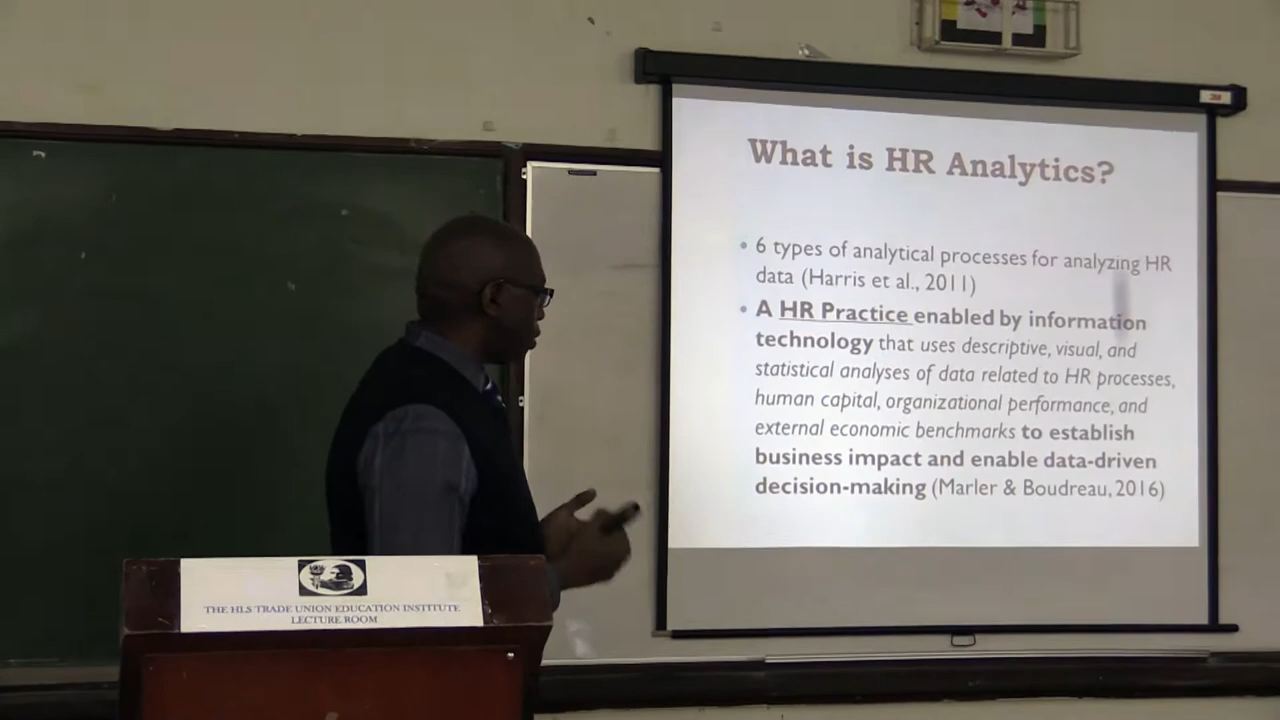 3M
What is HR Analytics?
• 6 types of analytical processes for analyzing HR
data (Harris et al., 2011)
• A HR Practice enabled by information
technology that uses descriptive, visual, and
statistical analyses of data related to HR processes,
human capital, organizational performance, and
external economic benchmarks to establish
business impact and enable data-driven
decision-making (Marler & Boudreau, 2016)
THE HLS TRADE UNION EDUCATION INSTITUTE
LECTURE ROOM